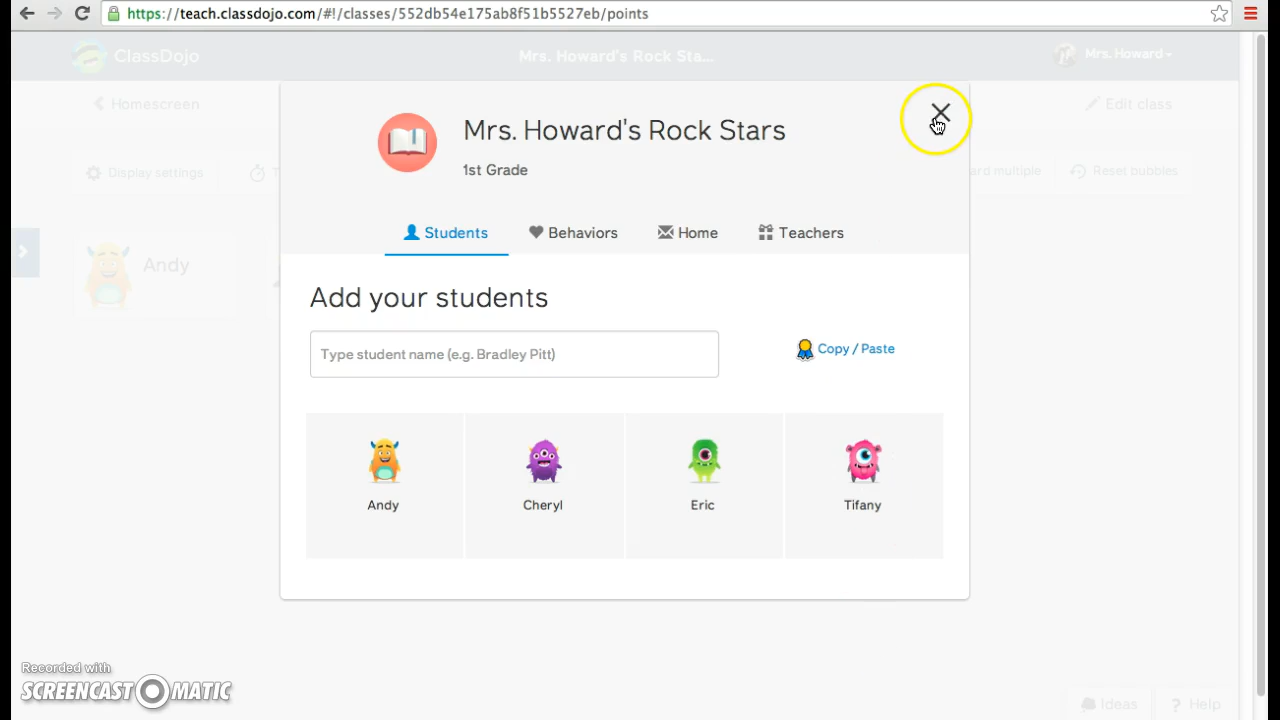 https://teach.classdojo.com/#!/classes/552db54e175ab8f51b5527eb/points
ClassDojo
Mrs. Howard's Rock Sta...
Mrs. Howard
Homescreen
Edit class
Mrs. Howard's Rock Stars
1st Grade
Display settings
T
ard multiple
Reset bubbles
Students
Behaviors
Home
Teachers
Andy
Add your students
Type student name (e.g. Bradley Pitt)
Copy / Paste
Andy
Cheryl
Eric
Tifany
Recorded with
SCREENCAST-O-MATIC
Ideas
? Help